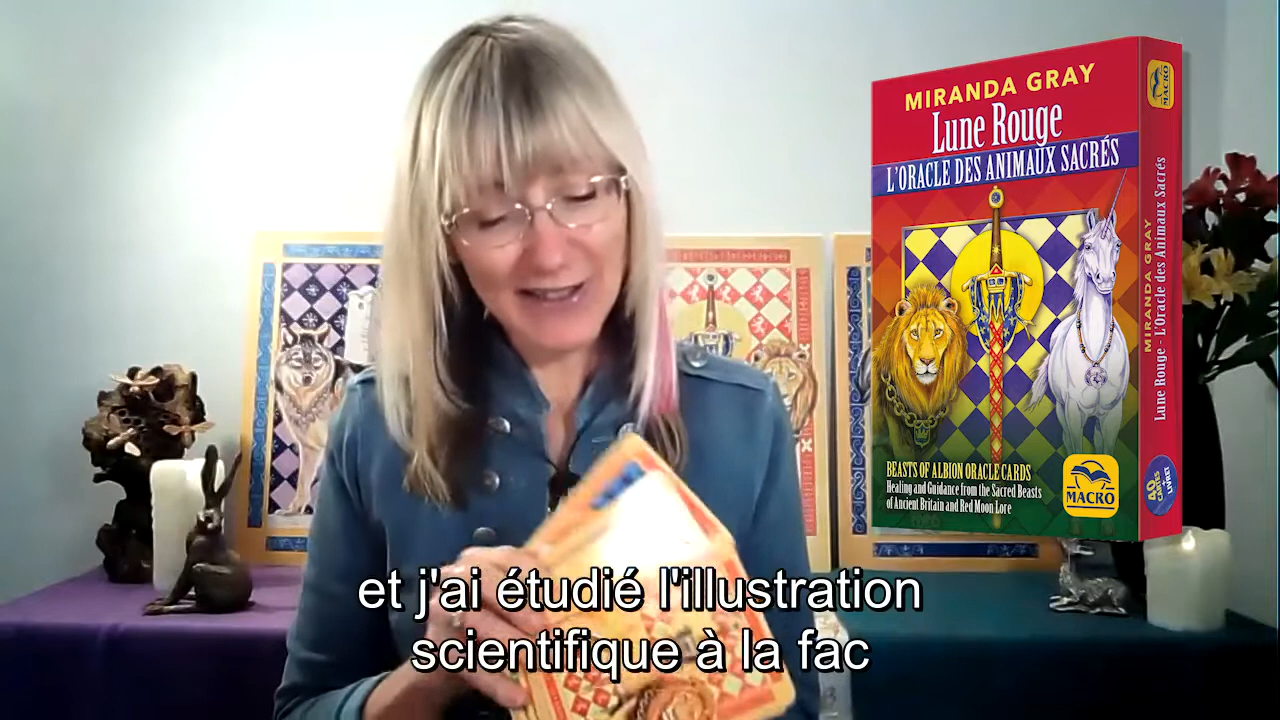 MIRANDA GRAY
Lune Rouge
L'ORACLE DES ANIMAUX SACRÉS
BEASTS OF ALBION ORACLE CARDS
Healing and Guidance from the Sacred Beasts
of Ancient Britain and Red Moon Lore
MACRO
MACRO
MIRANDA GRAY
Lune Rouge - L'Oracle des Animaux Sacrés
40
CARTES
+
LIVRET
et j'ai étudié l'illustration
scientifique à la fac